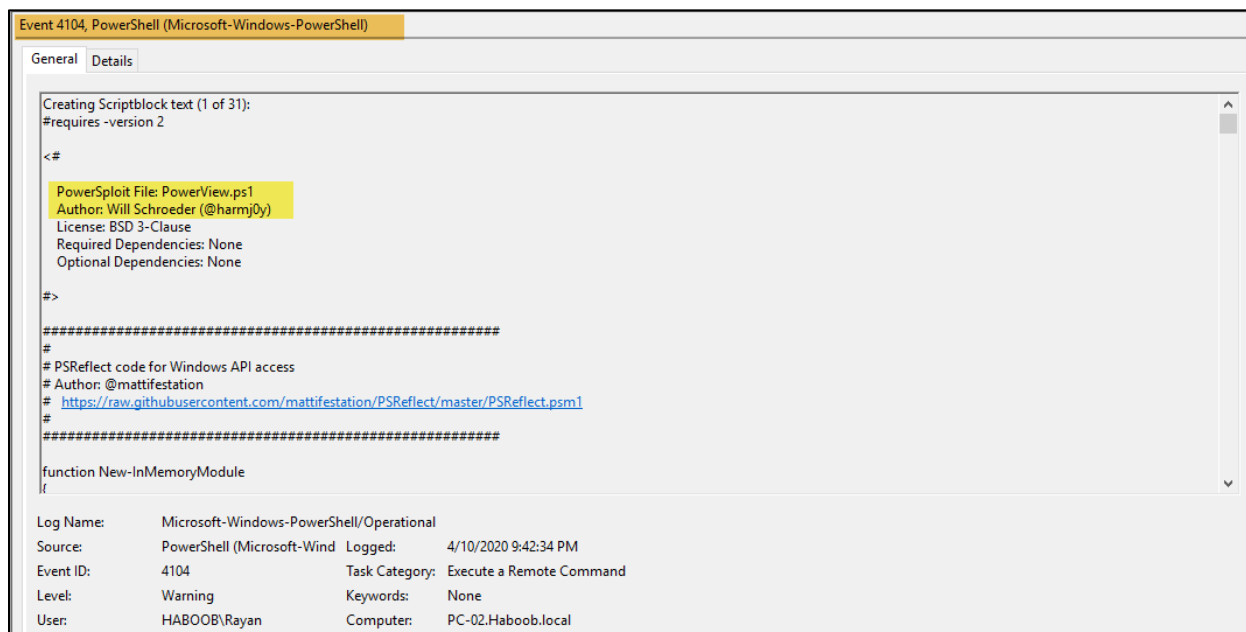 Event 4104, PowerShell (Microsoft-Windows-PowerShell)
General Details
Creating Scriptblock text (1 of 31):
#requires -version 2
<#
PowerSploit File: PowerView.ps1
Author: Will Schroeder (@harmj0y)
License: BSD 3-Clause
Required Dependencies: None
Optional Dependencies: None
#>
########################################################
#
# PSReflect code for Windows API access
# Author: @mattifestation
# https://raw.githubusercontent.com/mattifestation/PSReflect/master/PSReflect.psm1
#
########################################################
function New-InMemoryModule
{
Log Name: Microsoft-Windows-PowerShell/Operational
Source: PowerShell (Microsoft-Wind Logged: 4/10/2020 9:42:34 PM
Event ID: 4104 Task Category: Execute a Remote Command
Level: Warning Keywords: None
User: HABOOB\Rayan Computer: PC-02.Haboob.local